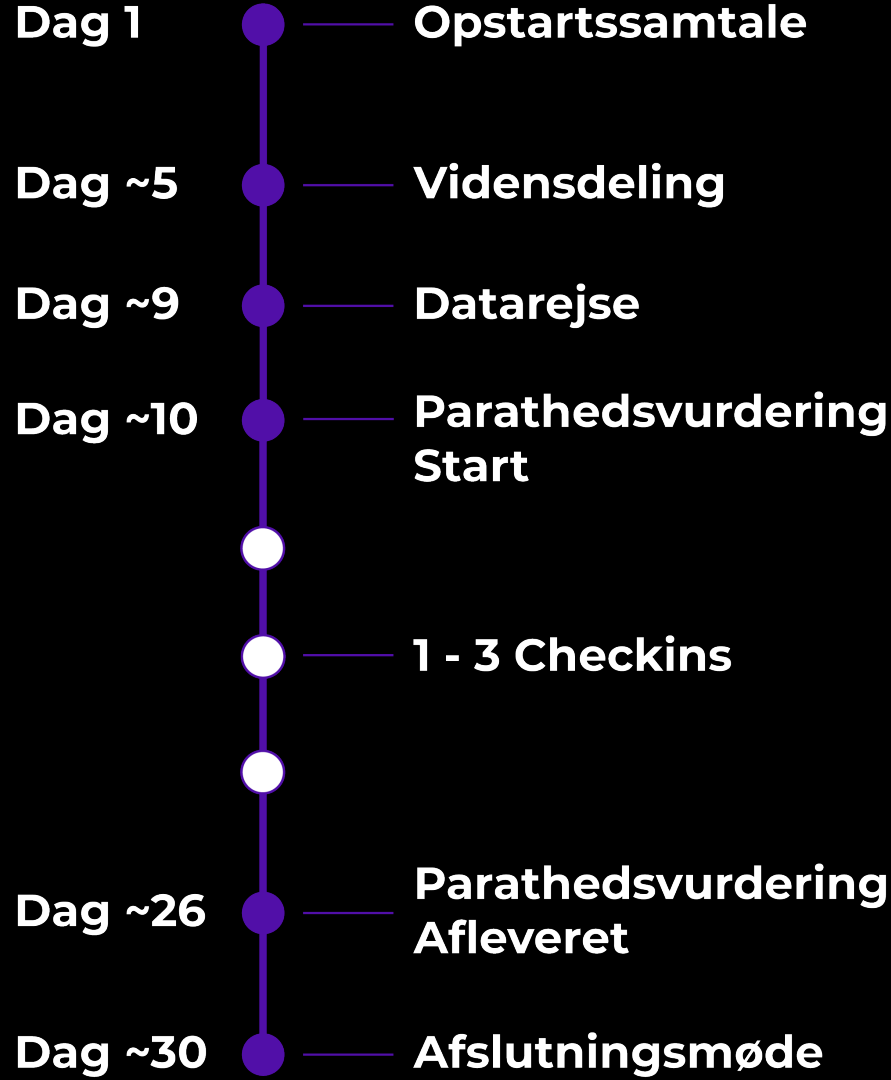 Dag 1 Opstartssamtale
Dag ~5 Vidensdeling
Dag ~9 Datarejse
Dag ~10 Parathedsvurdering
Start
1 - 3 Checkins
Dag ~26 Parathedsvurdering
Afleveret
Dag ~30 Afslutningsmøde